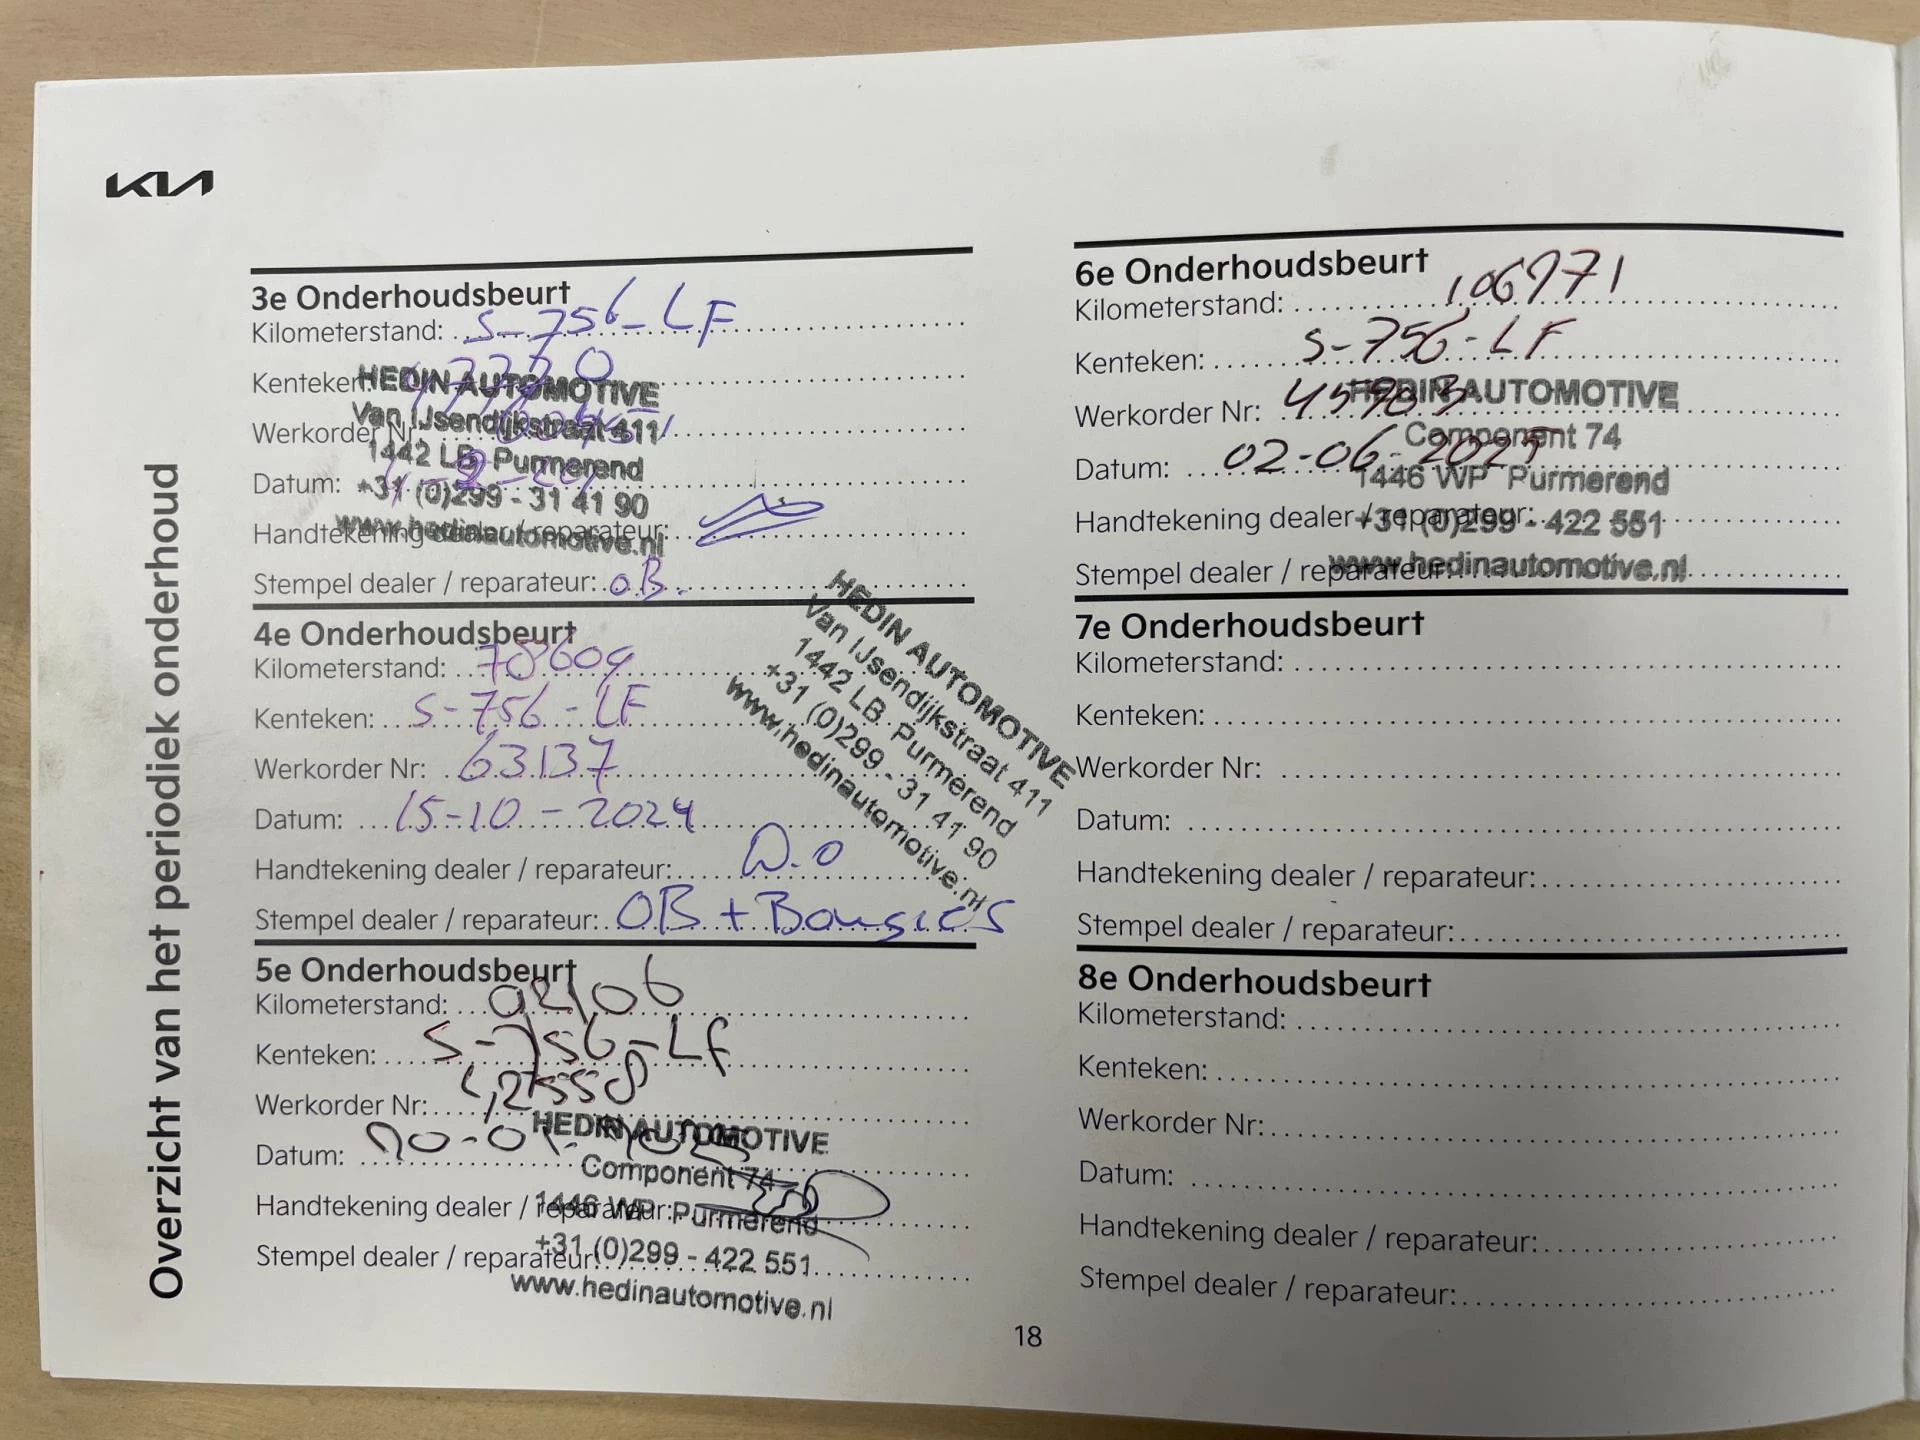 KIA
Overzicht van het periodiek onderhoud
3e Onderhoudsbeurt
Kilometerstand: S-756-LF
Kenteken
Werkorder Nr.
Datum:
Handtekening dealer / reparateur:
Stempel dealer / reparateur: O.B.
HEDIN AUTOMOTIVE
Van IJsendijkstraat 411
1442 LB Purmerend
+31 (0)299 - 31 41 90
www.hedinautomotive.nl
4e Onderhoudsbeurt
Kilometerstand: 78609
Kenteken: S-756-LF
Werkorder Nr: 63137
Datum: 15-10-2024
Handtekening dealer / reparateur:
Stempel dealer / reparateur: OB + Bougies
HEDIN AUTOMOTIVE
Van IJsendijkstraat 411
1442 LB Purmerend
+31 (0)299 - 31 41 90
www.hedinautomotive.nl
5e Onderhoudsbeurt
Kilometerstand:
Kenteken: S-756-LF
Werkorder Nr:
Datum:
Handtekening dealer / reparateur:
Stempel dealer / reparateur:
HEDIN AUTOMOTIVE
Component 74
1446 WP Purmerend
+31 (0)299 - 422 551
www.hedinautomotive.nl
6e Onderhoudsbeurt
Kilometerstand: 106971
Kenteken: S-756-LF
Werkorder Nr:
Datum: 02-06-2025
Handtekening dealer / reparateur:
Stempel dealer / reparateur:
HEDIN AUTOMOTIVE
Component 74
1446 WP Purmerend
+31 (0)299 - 422 551
www.hedinautomotive.nl
7e Onderhoudsbeurt
Kilometerstand:
Kenteken:
Werkorder Nr:
Datum:
Handtekening dealer / reparateur:
Stempel dealer / reparateur:
8e Onderhoudsbeurt
Kilometerstand:
Kenteken:
Werkorder Nr:
Datum:
Handtekening dealer / reparateur:
Stempel dealer / reparateur:
18